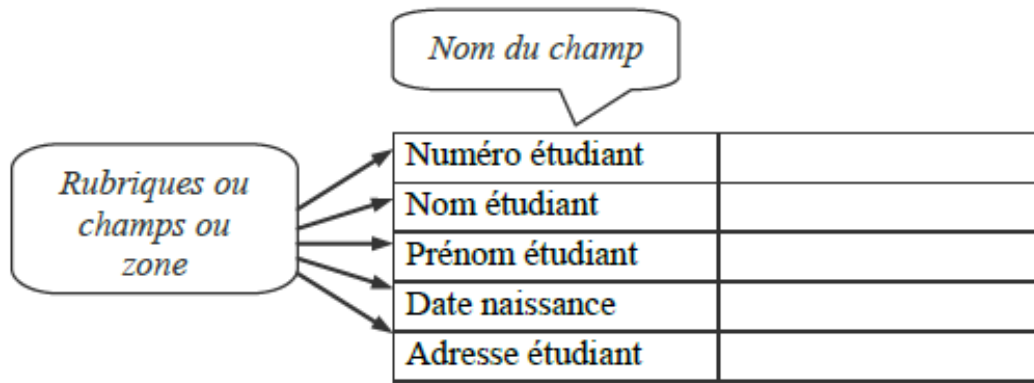 Nom du champ
Rubriques ou
champs ou
zone
Numéro étudiant
Nom étudiant
Prénom étudiant
Date naissance
Adresse étudiant